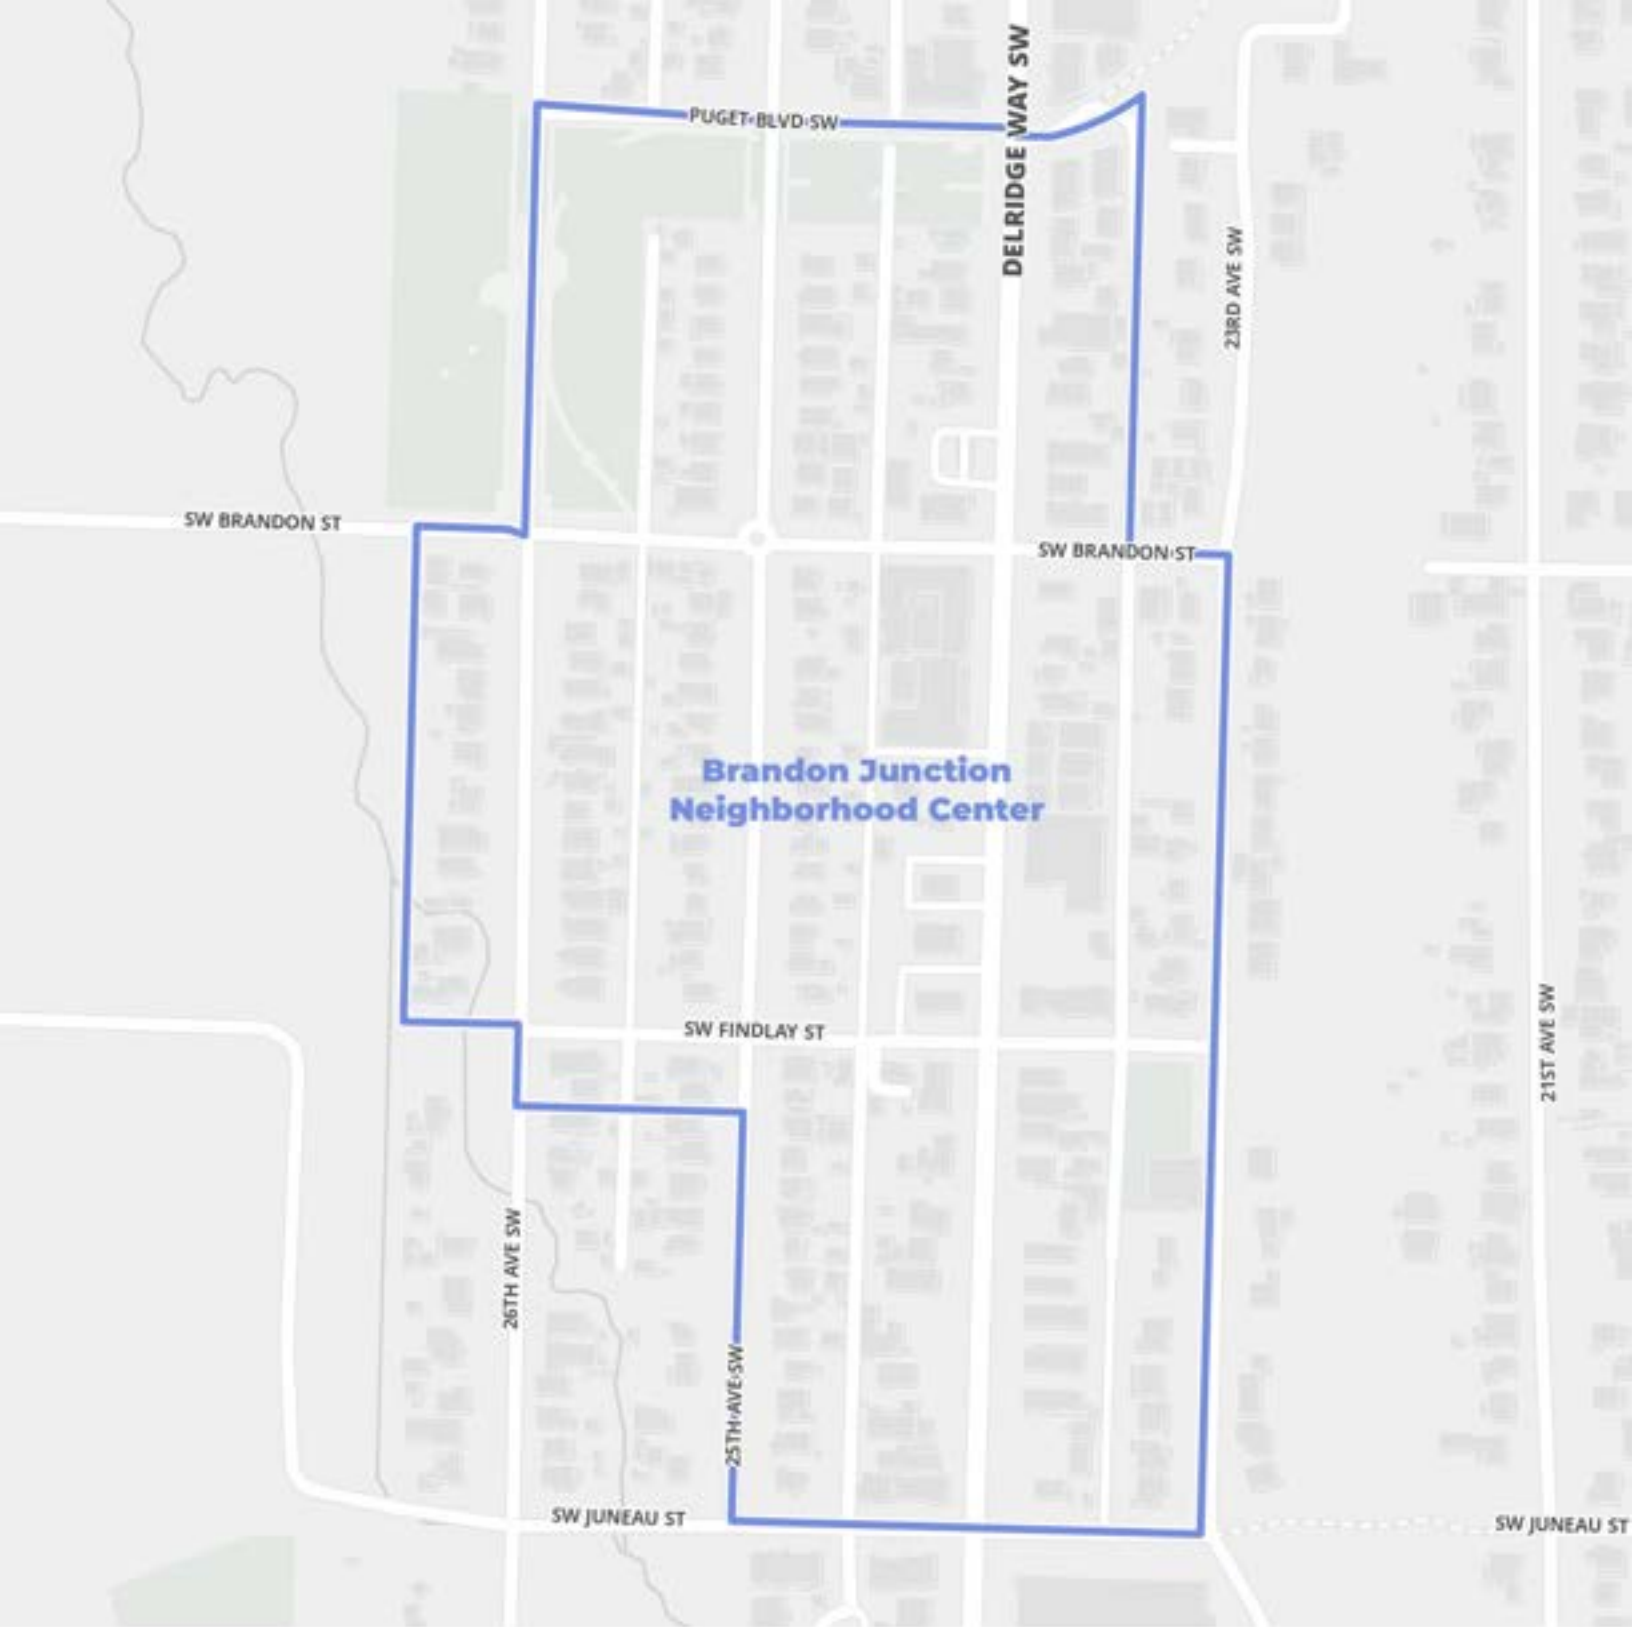 DELRIDGE WAY SW
PUGET BLVD SW
23RD AVE SW
SW BRANDON ST
SW BRANDON ST
Brandon Junction
Neighborhood Center
SW FINDLAY ST
21ST AVE SW
26TH AVE SW
25TH AVE SW
SW JUNEAU ST
SW JUNEAU ST